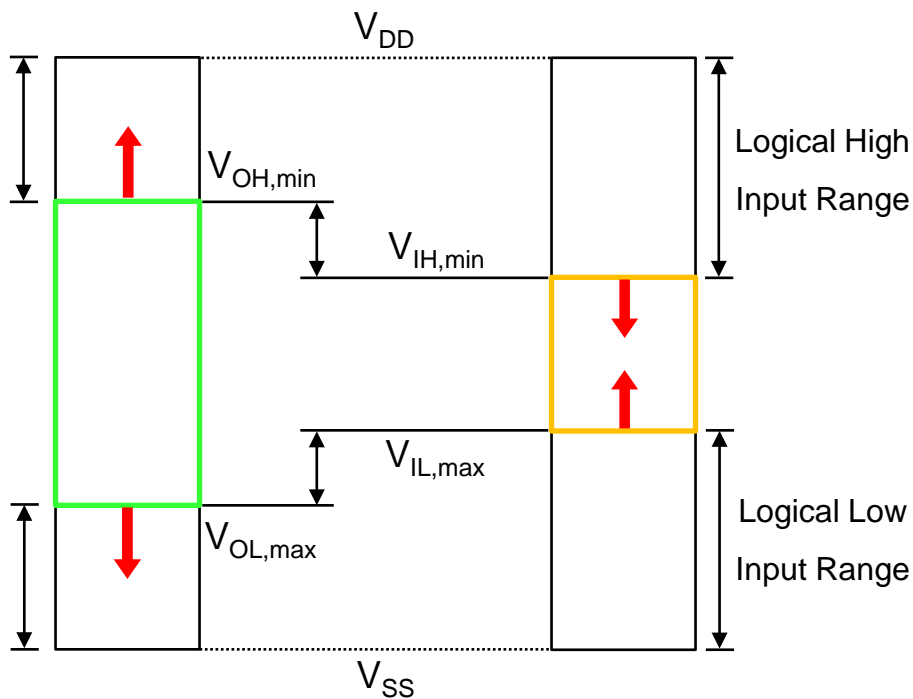 VDD
VOH,min
Logical High
Input Range
VIH,min
VIL,max
VOL,max
Logical Low
Input Range
VSS